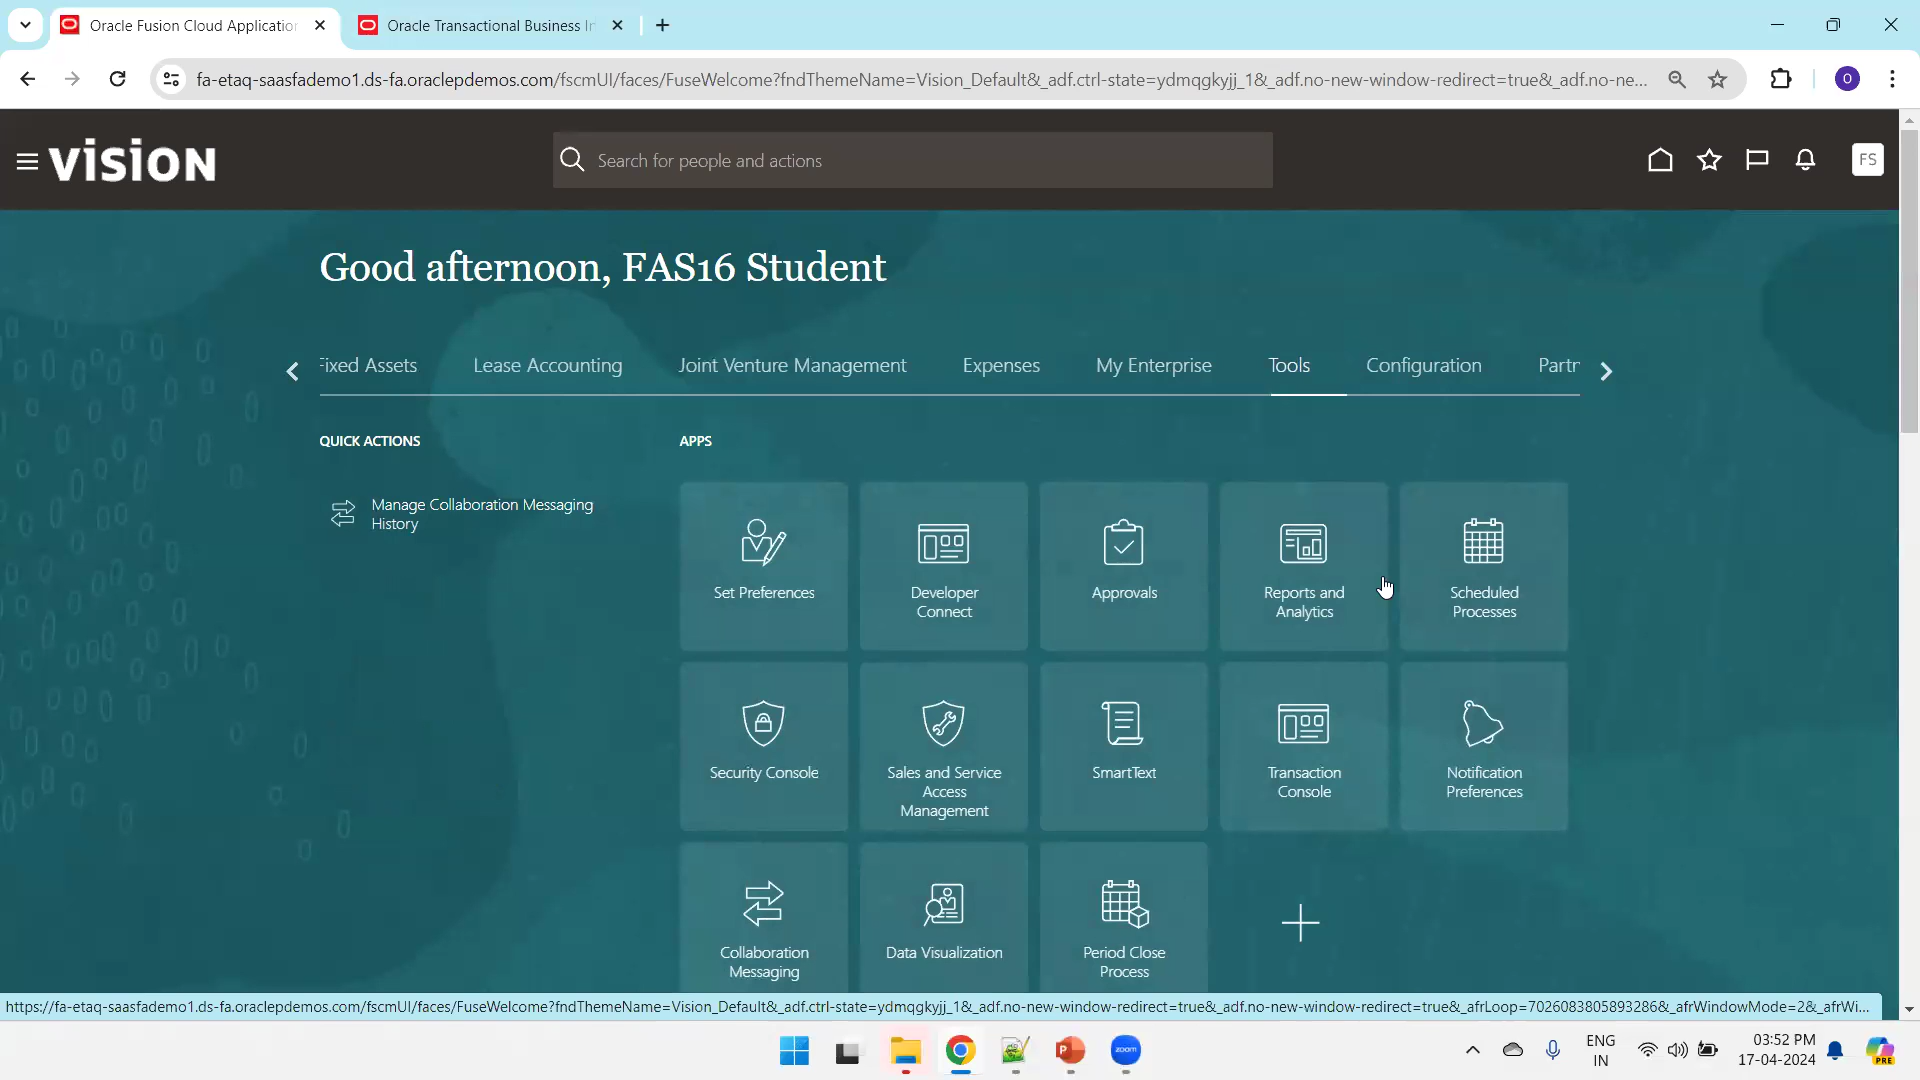 Oracle Fusion Cloud Application
Oracle Transactional Business In
fa-etaq-saasfademo1.ds-fa.oraclepdemos.com/fscmUI/faces/FuseWelcome?fndThemeName=Vision_Default&_adf.ctrl-state=ydmqgkyjj_1&_adf.no-new-window-redirect=true&_adf.no-ne...
O
vision
Search for people and actions
FS
Good afternoon, FAS16 Student
Fixed Assets
Lease Accounting
Joint Venture Management
Expenses
My Enterprise
Tools
Configuration
Partr
QUICK ACTIONS
APPS
Manage Collaboration Messaging
History
Set Preferences
Developer
Connect
Approvals
Reports and
Analytics
Scheduled
Processes
Security Console
Sales and Service
Access
Management
SmartText
Transaction
Console
Notification
Preferences
Collaboration
Messaging
Data Visualization
Period Close
Process
https://fa-etaq-saasfademo1.ds-fa.oraclepdemos.com/fscmUI/faces/FuseWelcome?fndThemeName=Vision_Default&_adf.ctrl-state=ydmqgkyjj_1&_adf.no-new-window-redirect=true&_adf.no-new-window-redirect=true&_afrLoop=7026083805893286&_afrWindowMode=2&_afrWi...
zoom
ENG
IN
03:52 PM
17-04-2024
PRE